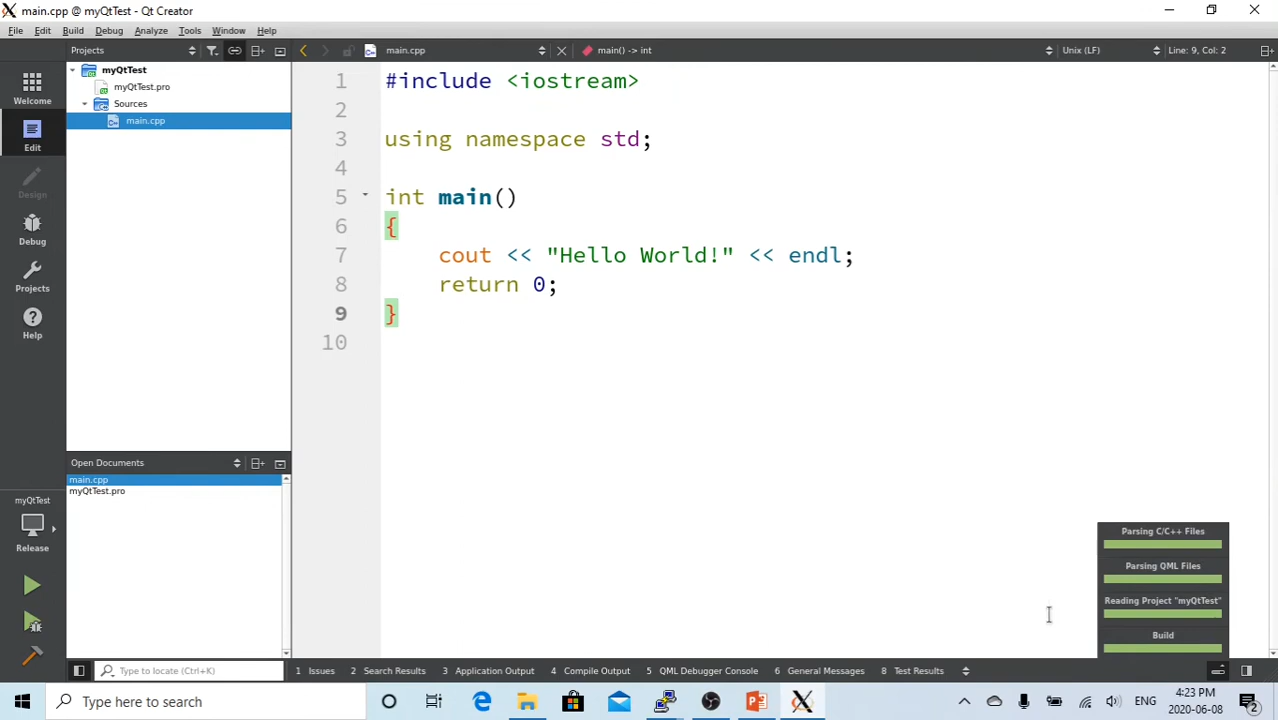 main.cpp @ myQtTest - Qt Creator
File Edit Build Debug Analyze Tools Window Help
Projects main.cpp main() -> int Unix (LF) Line: 9, Col: 2
Welcome
Edit
Design
Debug
Projects
Help
myQtTest
myQtTest.pro
Sources
main.cpp
1 #include <iostream>
2
3 using namespace std;
4
5 int main()
6 {
7 cout << "Hello World!" << endl;
8 return 0;
9 }
10
Open Documents
main.cpp
myQtTest.pro
myQtTest
Release
Parsing C/C++ Files
Parsing QML Files
Reading Project "myQtTest"
Build
Type to locate (Ctrl+K) 1 Issues 2 Search Results 3 Application Output 4 Compile Output 5 QML Debugger Console 6 General Messages 8 Test Results
Type here to search
ENG
4:23 PM
2020-06-08
2